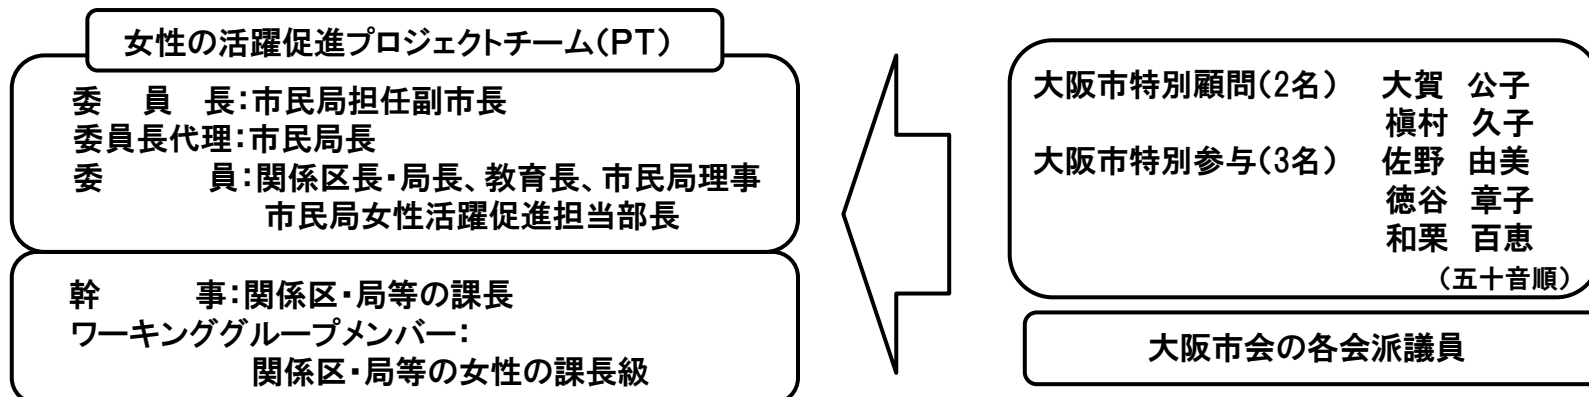 女性の活躍促進プロジェクトチーム(PT)
委　員　長:市民局担任副市長
委員長代理:市民局長
委　　　員:関係区長・局長、教育長、市民局理事
市民局女性活躍促進担当部長
幹　　事:関係区・局等の課長
ワーキンググループメンバー:
関係区・局等の女性の課長級
大阪市特別顧問(2名)　大賀　公子
槇村　久子
大阪市特別参与(3名)　佐野　由美
徳谷　章子
和栗　百恵
(五十音順)
大阪市会の各会派議員